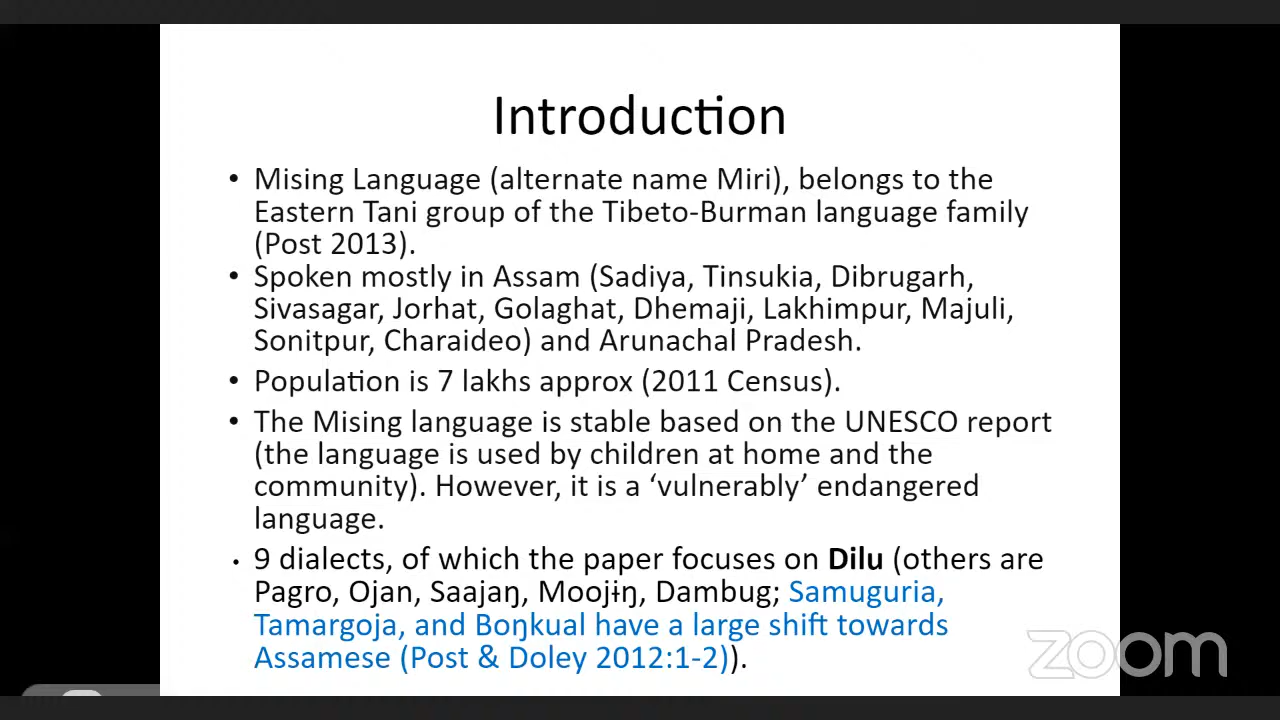 Introduction
• Mising Language (alternate name Miri), belongs to the
Eastern Tani group of the Tibeto-Burman language family
(Post 2013).
• Spoken mostly in Assam (Sadiya, Tinsukia, Dibrugarh,
Sivasagar, Jorhat, Golaghat, Dhemaji, Lakhimpur, Majuli,
Sonitpur, Charaideo) and Arunachal Pradesh.
• Population is 7 lakhs approx (2011 Census).
• The Mising language is stable based on the UNESCO report
(the language is used by children at home and the
community). However, it is a ‘vulnerably’ endangered
language.
• 9 dialects, of which the paper focuses on Dilu (others are
Pagro, Ojan, Saajaŋ, Moojɨŋ, Dambug; Samuguria,
Tamargoja, and Boŋkual have a large shift towards
Assamese (Post & Doley 2012:1-2)).
zoom